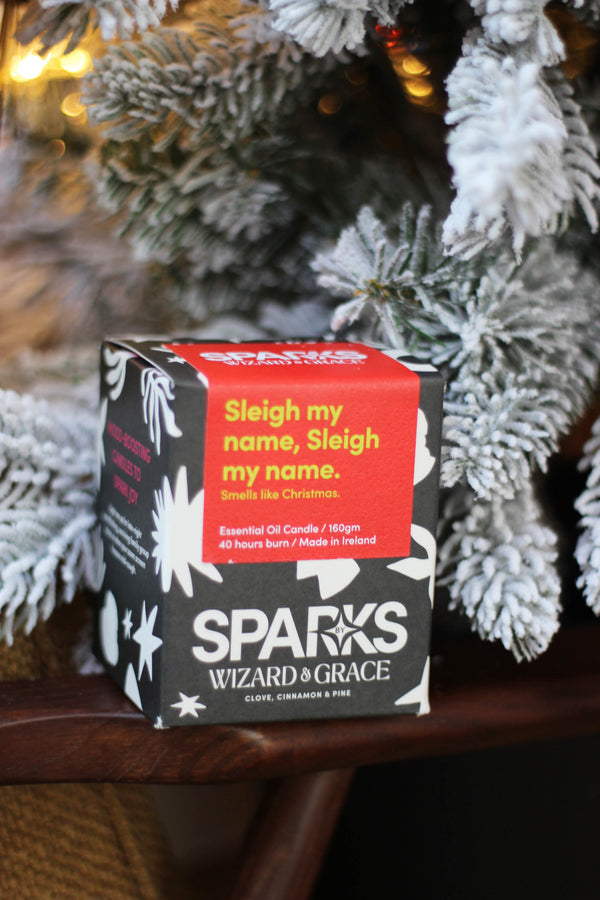 SPARKS
WIZARD & GRACE
Sleigh my
name, Sleigh
my name.
Smells like Christmas.
Essential Oil Candle / 160gm
40 hours burn / Made in Ireland
SPARKS
BY
WIZARD & GRACE
CLOVE, CINNAMON & PINE
MOOD-BOOSTING
CANDLES TO
SPARK JOY